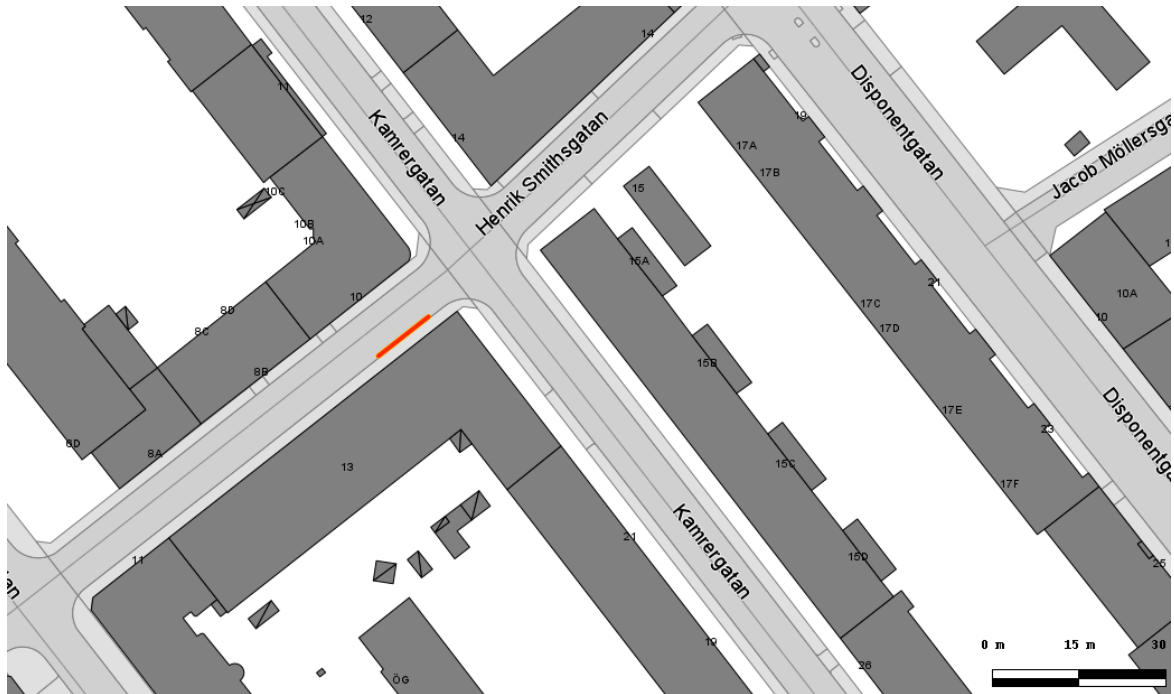 12
14
11
Kamrergatan
14
Henrik Smithsgatan
Disponentgatan
19
17A
17B
Jacob Möllersga
15
10C
10B
10A
10
15A
8D
8C
21
17C
17D
10A
10
8B
15B
6D
8A
17E
23
Disponentga
13
15C
17F
Kamrergatan
21
15D
11
25
19
26
ÖG
0 m 15 m 30